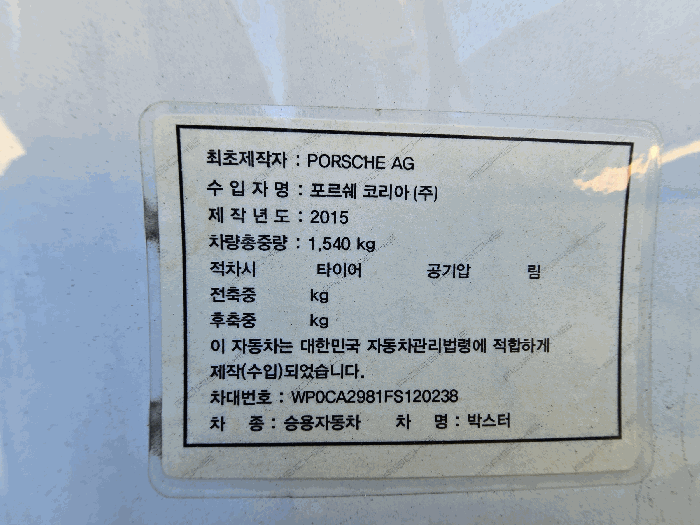 최초제작자 : PORSCHE AG
수 입 자 명 : 포르쉐 코리아 (주)
제 작 년 도 : 2015
차량총중량 : 1,540 kg
적차시 타이어 공기압 림
전축중 kg
후축중 kg
이 자동차는 대한민국 자동차관리법령에 적합하게
제작(수입)되었습니다.
차대번호 : WP0CA2981FS120238
차 종 : 승용자동차 차 명 : 박스터